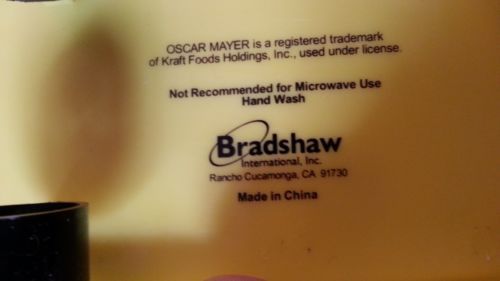 OSCAR MAYER is a registered trademark
of Kraft Foods Holdings, Inc., used under license.
Not Recommended for Microwave Use
Hand Wash
Bradshaw
International, Inc.
Rancho Cucamonga, CA 91730
Made in China